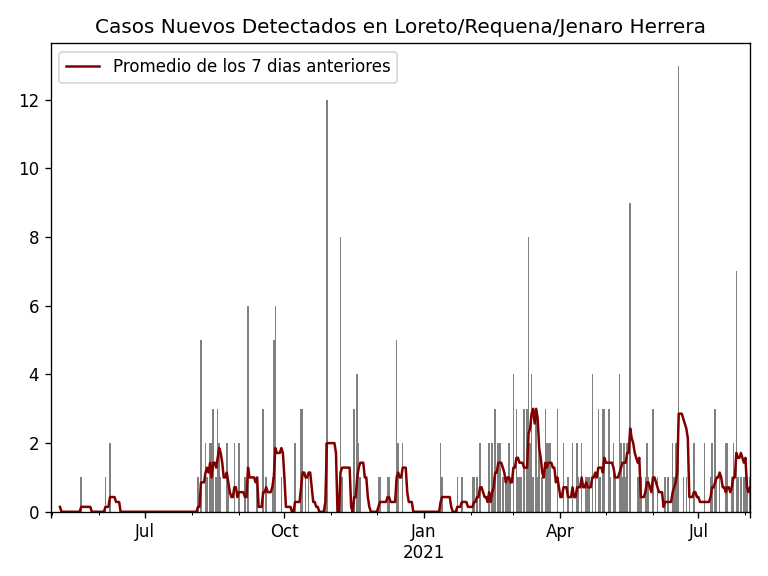 Casos Nuevos Detectados en Loreto/Requena/Jenaro Herrera
Promedio de los 7 dias anteriores
12
10
8
6
4
2
0
Jul Oct Jan Apr Jul
2021